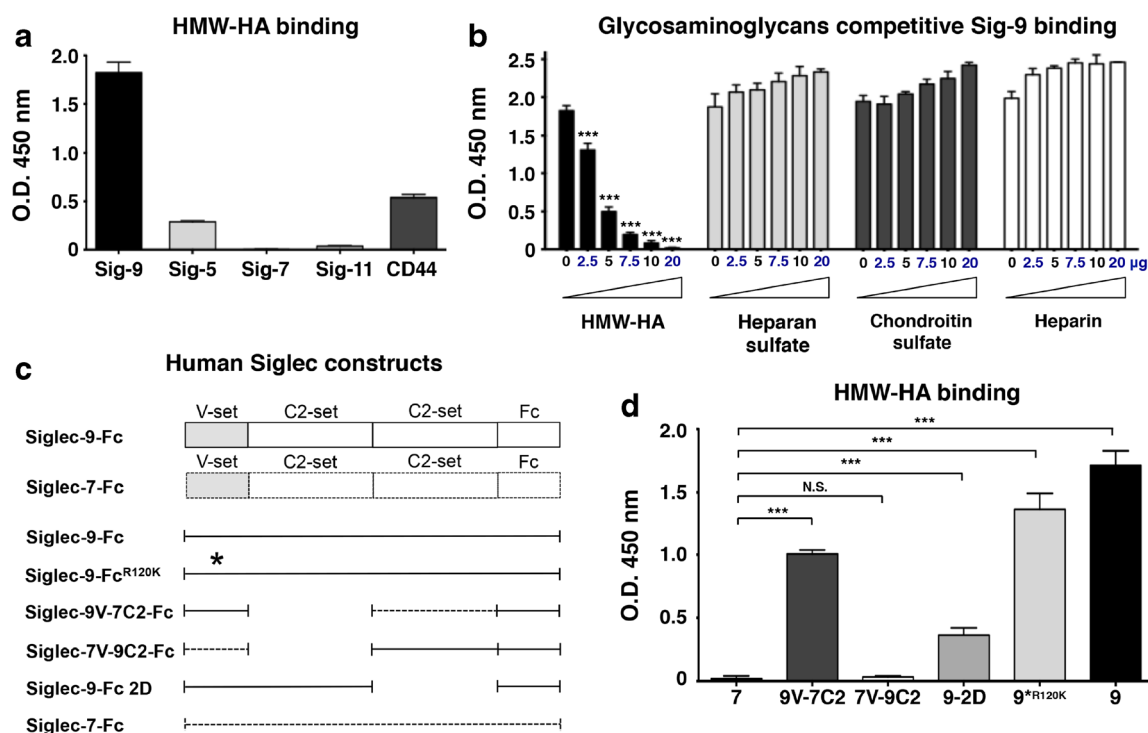 a
HMW-HA binding
O.D. 450 nm
2.0
1.5
1.0
0.5
0
Sig-9 Sig-5 Sig-7 Sig-11 CD44
b
Glycosaminoglycans competitive Sig-9 binding
O.D. 450 nm
2.5
2.0
1.5
1.0
0.5
0
***
***
***
***
***
0 2.5 5 7.5 10 20 0 2.5 5 7.5 10 20 0 2.5 5 7.5 10 20 0 2.5 5 7.5 10 20 µg
HMW-HA
Heparan
sulfate
Chondroitin
sulfate
Heparin
c
Human Siglec constructs
V-set C2-set C2-set Fc
Siglec-9-Fc
V-set C2-set C2-set Fc
Siglec-7-Fc
Siglec-9-Fc
*
Siglec-9-FcR120K
Siglec-9V-7C2-Fc
Siglec-7V-9C2-Fc
Siglec-9-Fc 2D
Siglec-7-Fc
d
HMW-HA binding
O.D. 450 nm
2.0
1.5
1.0
0.5
0
***
***
***
N.S.
***
7 9V-7C2 7V-9C2 9-2D 9*R120K 9